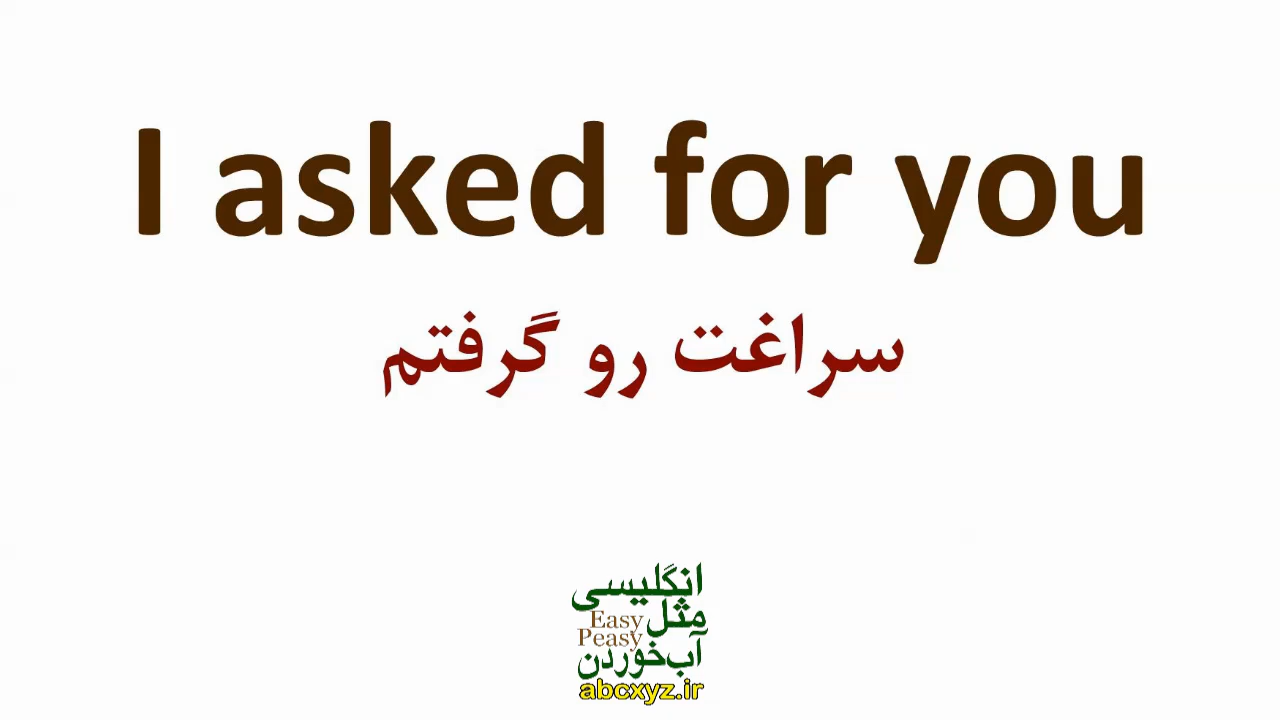 I asked for you
سراغت رو گرفتم
انگلیسی
مثل Easy
Peasy
آب‌خوردن
abcxyz.ir